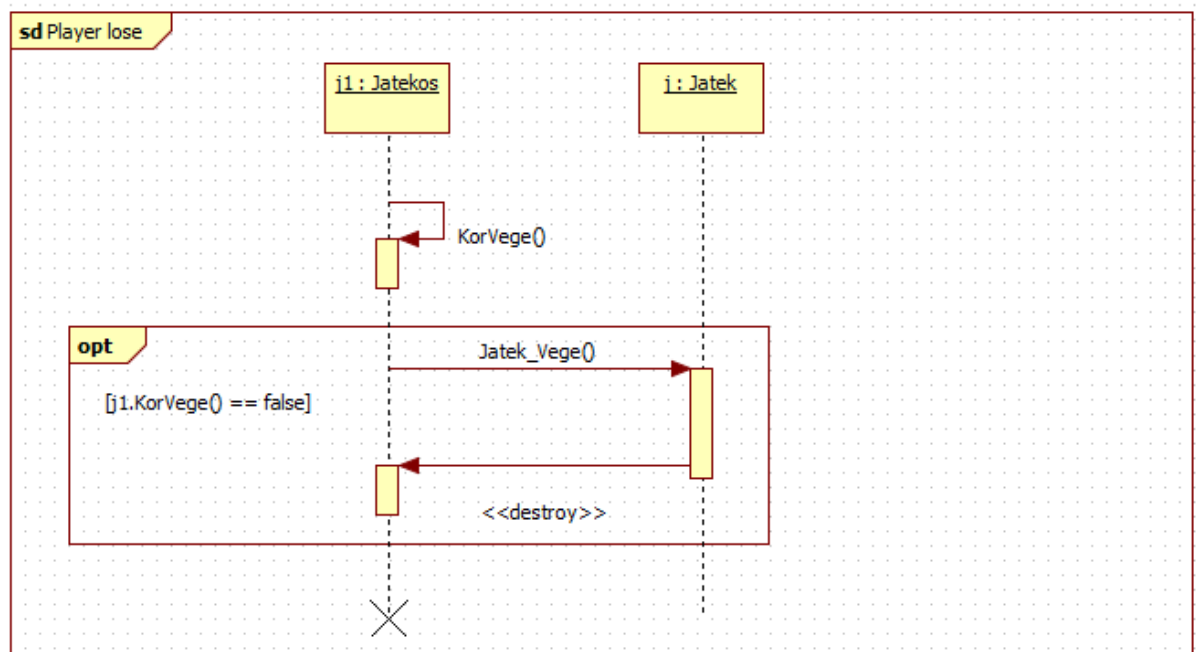 sd Player lose
j1 : Jatekos
j : Jatek
KorVege()
opt
Jatek_Vege()
[j1.KorVege() == false]
<<destroy>>